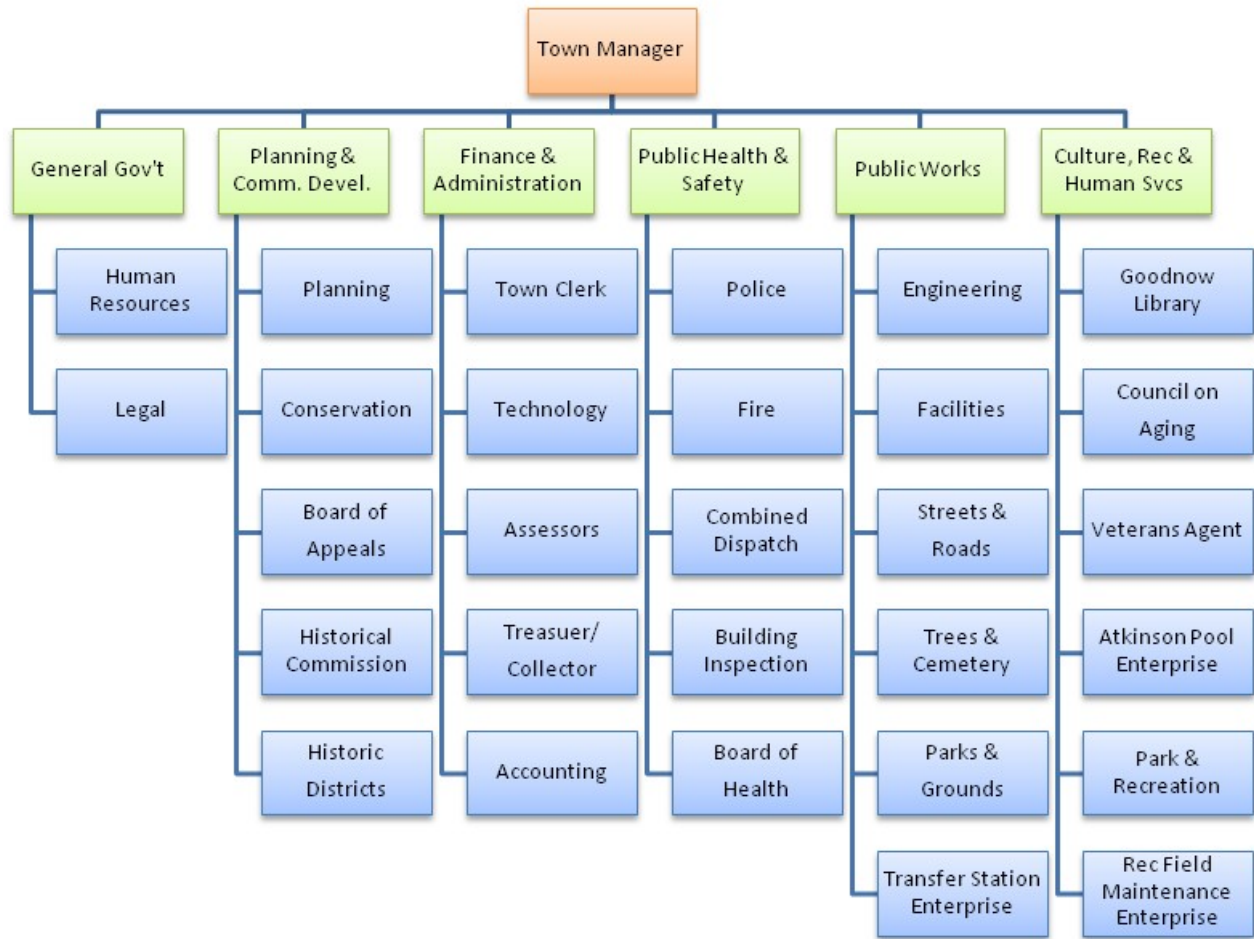 Town Manager
General Gov't
Planning &
Comm. Devel.
Finance &
Administration
Public Health &
Safety
Public Works
Culture, Rec &
Human Svcs
Human
Resources
Legal
Planning
Conservation
Board of
Appeals
Historical
Commission
Historic
Districts
Town Clerk
Technology
Assessors
Treasuer/
Collector
Accounting
Police
Fire
Combined
Dispatch
Building
Inspection
Board of
Health
Engineering
Facilities
Streets &
Roads
Trees &
Cemetery
Parks &
Grounds
Transfer Station
Enterprise
Goodnow
Library
Council on
Aging
Veterans Agent
Atkinson Pool
Enterprise
Park &
Recreation
Rec Field
Maintenance
Enterprise